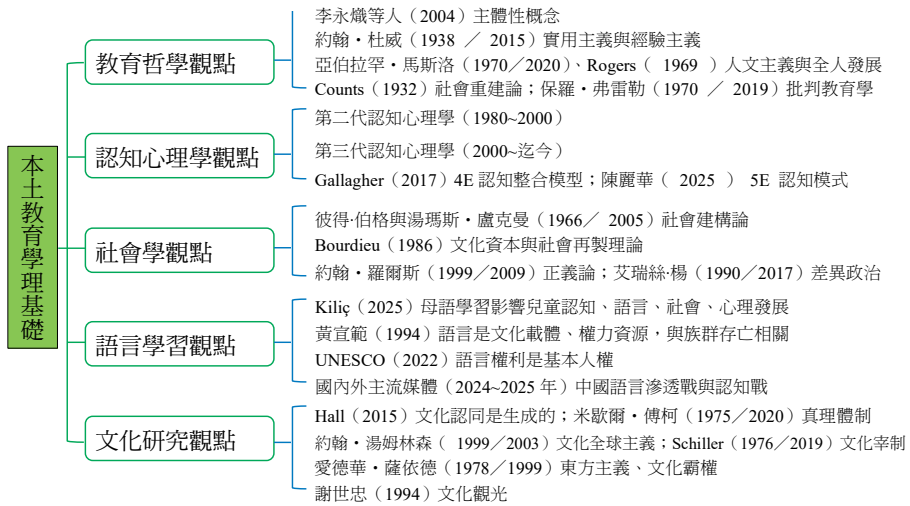 本土教育學理基礎
教育哲學觀點
李永熾等人（2004）主體性概念
約翰・杜威（1938 ／ 2015）實用主義與經驗主義
亞伯拉罕・馬斯洛（1970／2020）、Rogers（ 1969 ）人文主義與全人發展
Counts（1932）社會重建論；保羅・弗雷勒（1970 ／ 2019）批判教育學
認知心理學觀點
第二代認知心理學（1980~2000）
第三代認知心理學（2000~迄今）
Gallagher（2017）4E 認知整合模型；陳麗華（ 2025 ） 5E 認知模式
社會學觀點
彼得·伯格與湯瑪斯・盧克曼（1966／ 2005）社會建構論
Bourdieu（1986）文化資本與社會再製理論
約翰・羅爾斯（1999／2009）正義論；艾瑞絲·楊（1990／2017）差異政治
語言學習觀點
Kiliç（2025）母語學習影響兒童認知、語言、社會、心理發展
黃宣範（1994）語言是文化載體、權力資源，與族群存亡相關
UNESCO（2022）語言權利是基本人權
國內外主流媒體（2024~2025 年）中國語言滲透戰與認知戰
文化研究觀點
Hall（2015）文化認同是生成的；米歇爾・傅柯（1975／2020）真理體制
約翰・湯姆林森（ 1999／2003）文化全球主義；Schiller（1976／2019）文化宰制
愛德華・薩依德（1978／1999）東方主義、文化霸權
謝世忠（1994）文化觀光